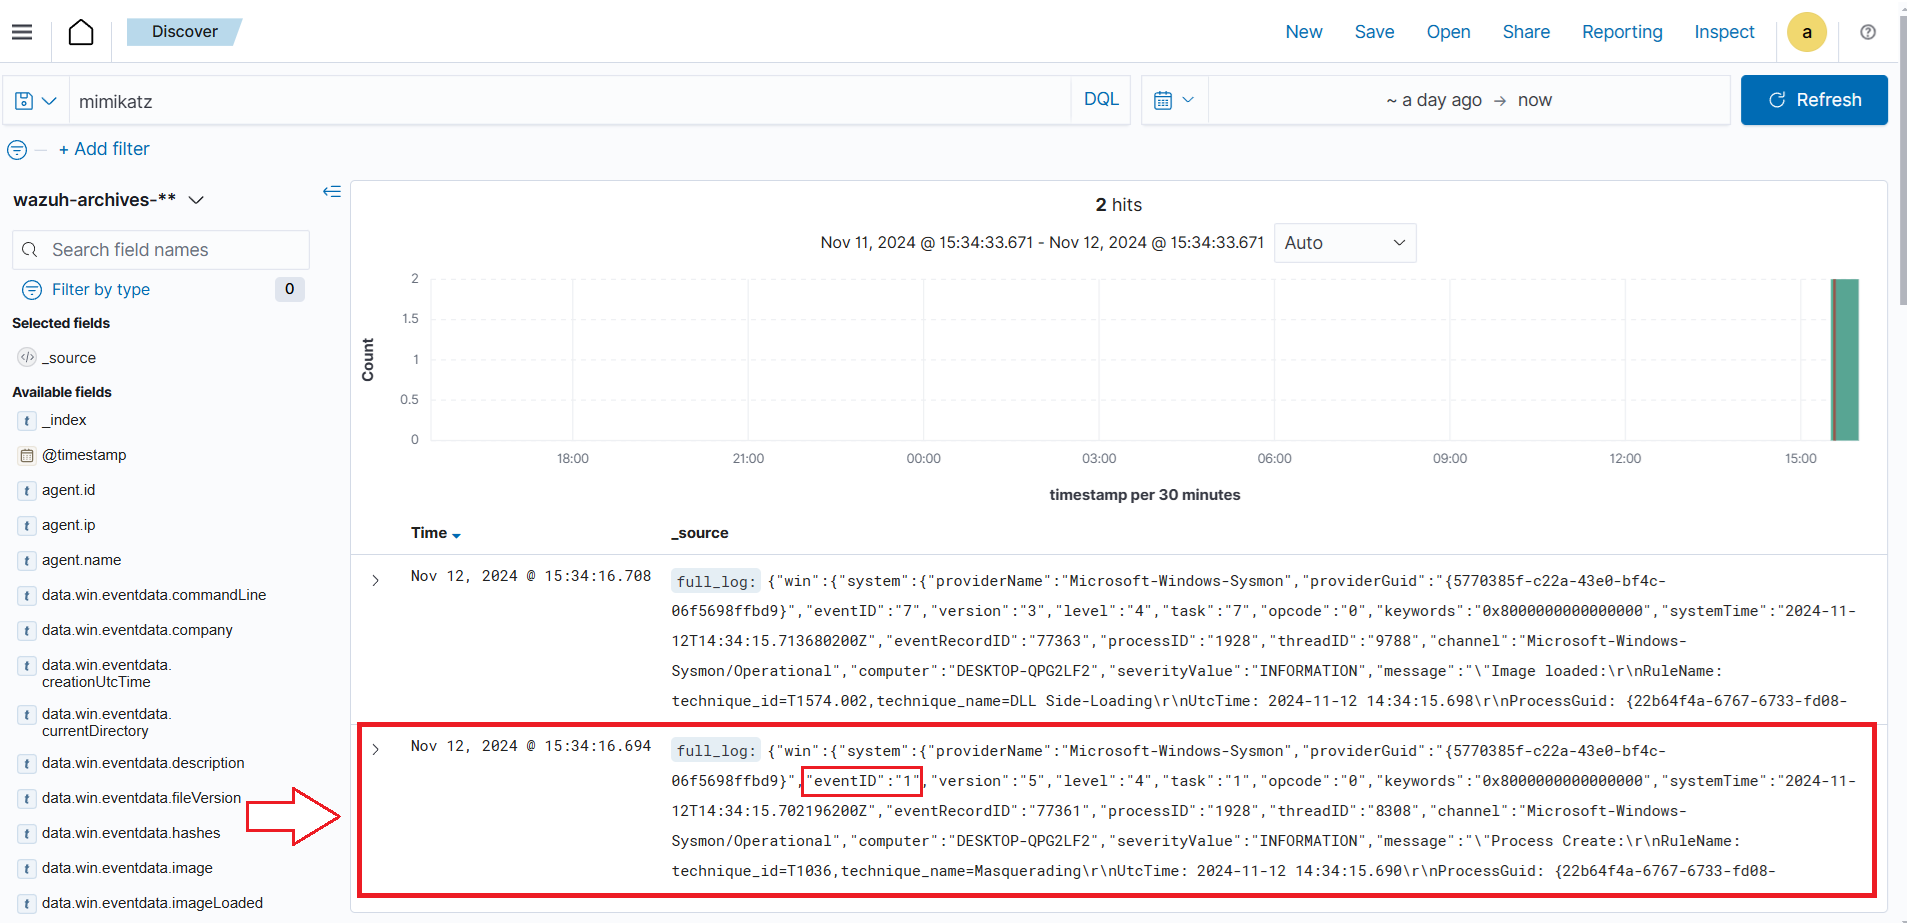 Discover
New Save Open Share Reporting Inspect a
mimikatz DQL ~ a day ago → now Refresh
+ Add filter
wazuh-archives-**
Search field names
Filter by type 0
Selected fields
_source
Available fields
_index
@timestamp
agent.id
agent.ip
agent.name
data.win.eventdata.commandLine
data.win.eventdata.company
data.win.eventdata.
creationUtcTime
data.win.eventdata.
currentDirectory
data.win.eventdata.description
data.win.eventdata.fileVersion
data.win.eventdata.hashes
data.win.eventdata.image
data.win.eventdata.imageLoaded
2 hits
Nov 11, 2024 @ 15:34:33.671 - Nov 12, 2024 @ 15:34:33.671 Auto
Count
2
1.5
1
0.5
0
18:00 21:00 00:00 03:00 06:00 09:00 12:00 15:00
timestamp per 30 minutes
Time _source
Nov 12, 2024 @ 15:34:16.708 full_log: {"win":{"system":{"providerName":"Microsoft-Windows-Sysmon","providerGuid":"{5770385f-c22a-43e0-bf4c-
06f5698ffbd9}","eventID":"7","version":"3","level":"4","task":"7","opcode":"0","keywords":"0x8000000000000000","systemTime":"2024-11-
12T14:34:15.713680200Z","eventRecordID":"77363","processID":"1928","threadID":"9788","channel":"Microsoft-Windows-
Sysmon/Operational","computer":"DESKTOP-QPG2LF2","severityValue":"INFORMATION","message":"\"Image loaded:\r\nRuleName:
technique_id=T1574.002,technique_name=DLL Side-Loading\r\nUtcTime: 2024-11-12 14:34:15.698\r\nProcessGuid: {22b64f4a-6767-6733-fd08-
Nov 12, 2024 @ 15:34:16.694 full_log: {"win":{"system":{"providerName":"Microsoft-Windows-Sysmon","providerGuid":"{5770385f-c22a-43e0-bf4c-
06f5698ffbd9}","eventID":"1","version":"5","level":"4","task":"1","opcode":"0","keywords":"0x8000000000000000","systemTime":"2024-11-
12T14:34:15.702196200Z","eventRecordID":"77361","processID":"1928","threadID":"8308","channel":"Microsoft-Windows-
Sysmon/Operational","computer":"DESKTOP-QPG2LF2","severityValue":"INFORMATION","message":"\"Process Create:\r\nRuleName:
technique_id=T1036,technique_name=Masquerading\r\nUtcTime: 2024-11-12 14:34:15.690\r\nProcessGuid: {22b64f4a-6767-6733-fd08-